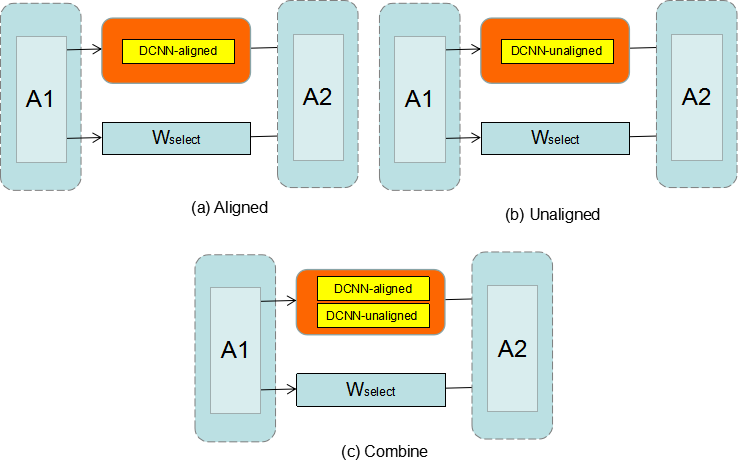 A1
DCNN-aligned
Wselect
A2
(a) Aligned
A1
DCNN-unaligned
Wselect
A2
(b) Unaligned
A1
DCNN-aligned
DCNN-unaligned
Wselect
A2
(c) Combine